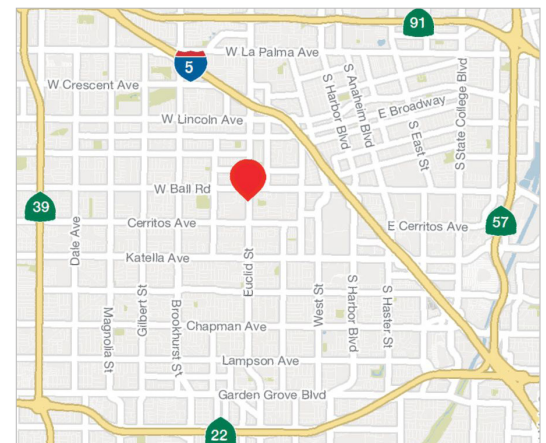 91
W La Palma Ave
5
W Crescent Ave
S Harbor Blvd
S Anaheim Blvd
S State College Blvd
E Broadway
W Lincoln Ave
S East St
W Ball Rd
39
Cerritos Ave
E Cerritos Ave
57
Dale Ave
Katella Ave
Euclid St
Magnolia St
Gilbert St
Brookhurst St
West St
S Harbor Blvd
S Haster St
Chapman Ave
Lampson Ave
Garden Grove Blvd
22